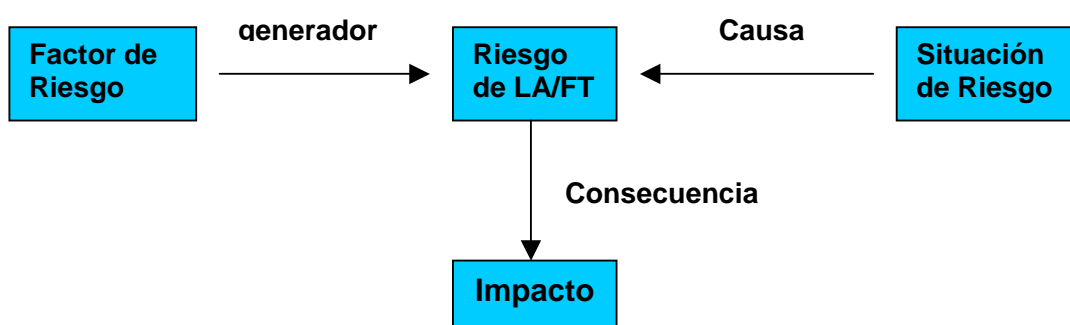 generador
Causa
Factor de
Riesgo
Riesgo
de LA/FT
Situación
de Riesgo
Consecuencia
Impacto